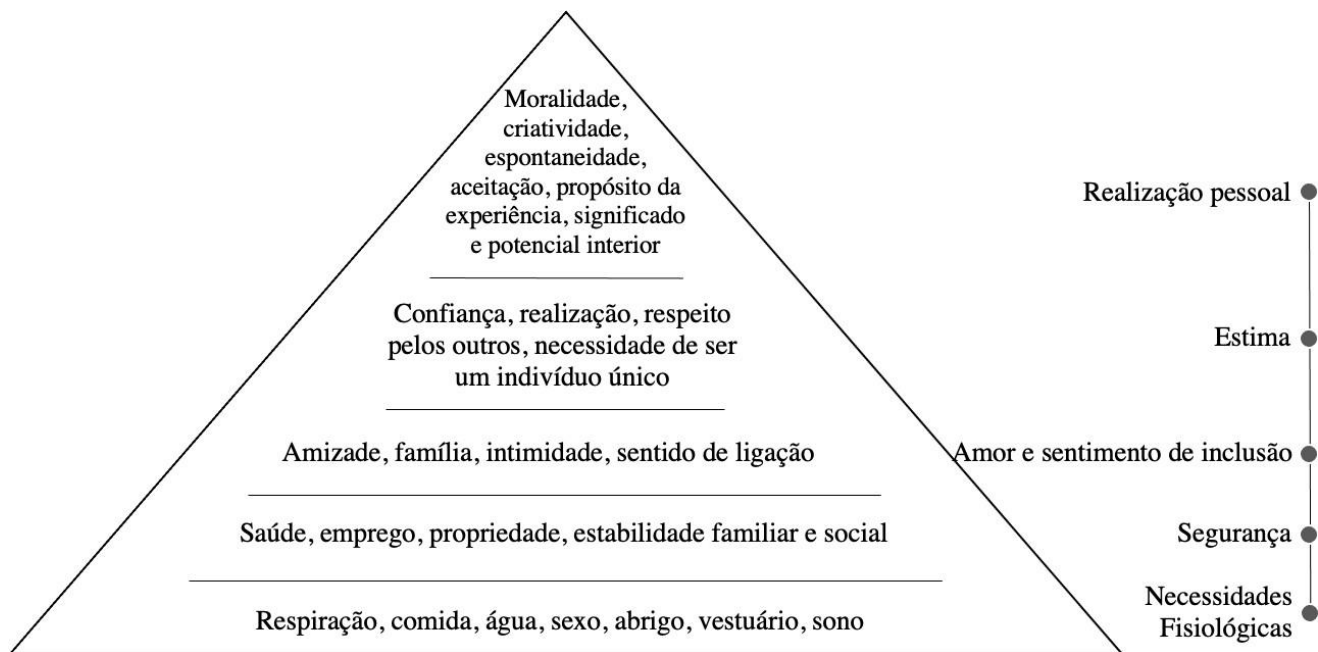 Moralidade,
criatividade,
espontaneidade,
aceitação, propósito da
experiência, significado
e potencial interior
Realização pessoal
Confiança, realização, respeito
pelos outros, necessidade de ser
um indivíduo único
Estima
Amizade, família, intimidade, sentido de ligação
Amor e sentimento de inclusão
Saúde, emprego, propriedade, estabilidade familiar e social
Segurança
Respiração, comida, água, sexo, abrigo, vestuário, sono
Necessidades
Fisiológicas